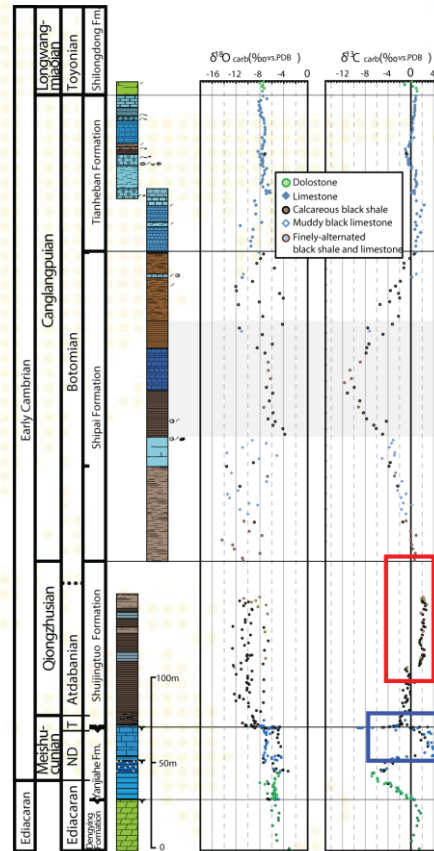 δ18O carb(‰vs.PDB)
δ13C carb(‰vs.PDB)
-16 -12 -8 -4 0
-12 -8 -4 0 4
Dolostone
Limestone
Calcareous black shale
Muddy black limestone
Finely-alternated
black shale and limestone
Longwang-
miaoian
Toyonian
Shilongdong Fm.
Early Cambrian
Canglangpuian
Botomian
Tianheban Formation
Shipai Formation
Qiongzhusian
Atdabanian
Shuijingtuo Formation
Meishu-
cunian
T
ND
Yanjiahe Fm.
Ediacaran
Ediacaran
Dengying
Formation
100m
50m
0